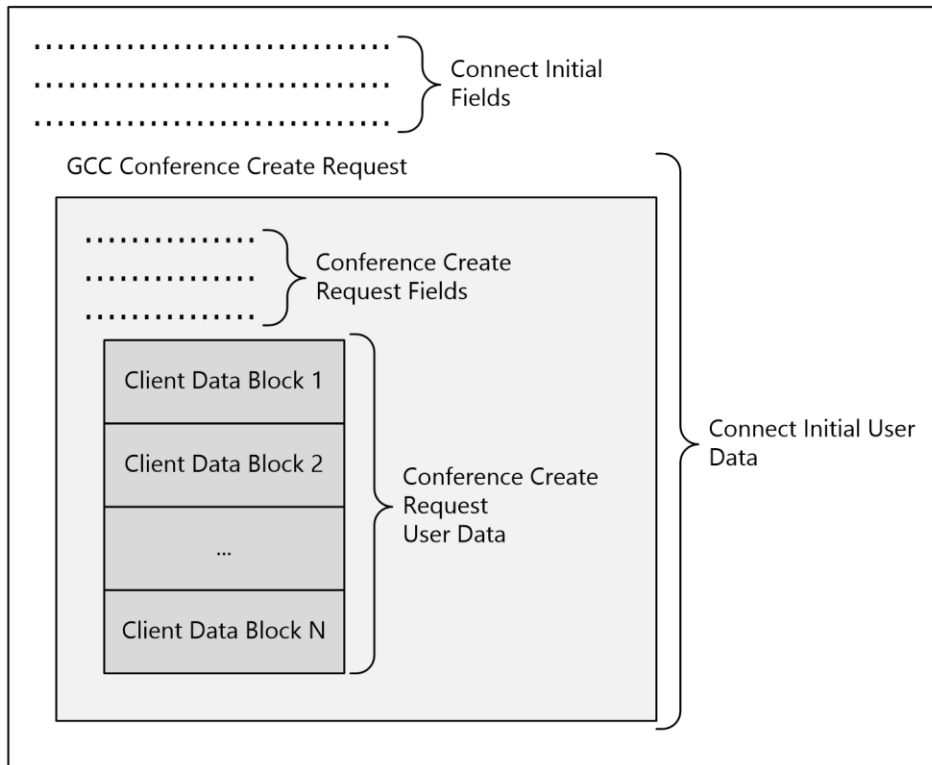 Connect Initial
Fields
GCC Conference Create Request
Conference Create
Request Fields
Client Data Block 1
Client Data Block 2
...
Client Data Block N
Conference Create
Request
User Data
Connect Initial User
Data